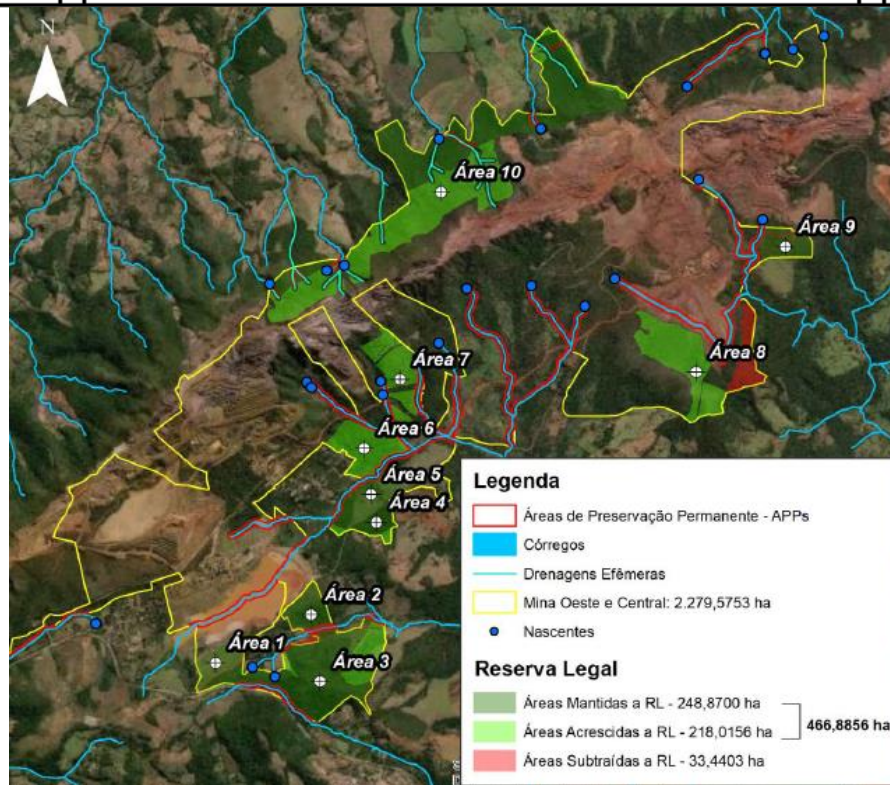 N
Área 10
Área 9
Área 8
Área 7
Área 6
Área 5
Área 4
Área 2
Área 1
Área 3
Legenda
Áreas de Preservação Permanente - APPs
Córregos
Drenagens Efêmeras
Mina Oeste e Central: 2.279,5753 ha
Nascentes
Reserva Legal
Áreas Mantidas a RL - 248,8700 ha
Áreas Acrescidas a RL - 218,0156 ha
466,8856 ha
Áreas Subtraídas a RL - 33,4403 ha